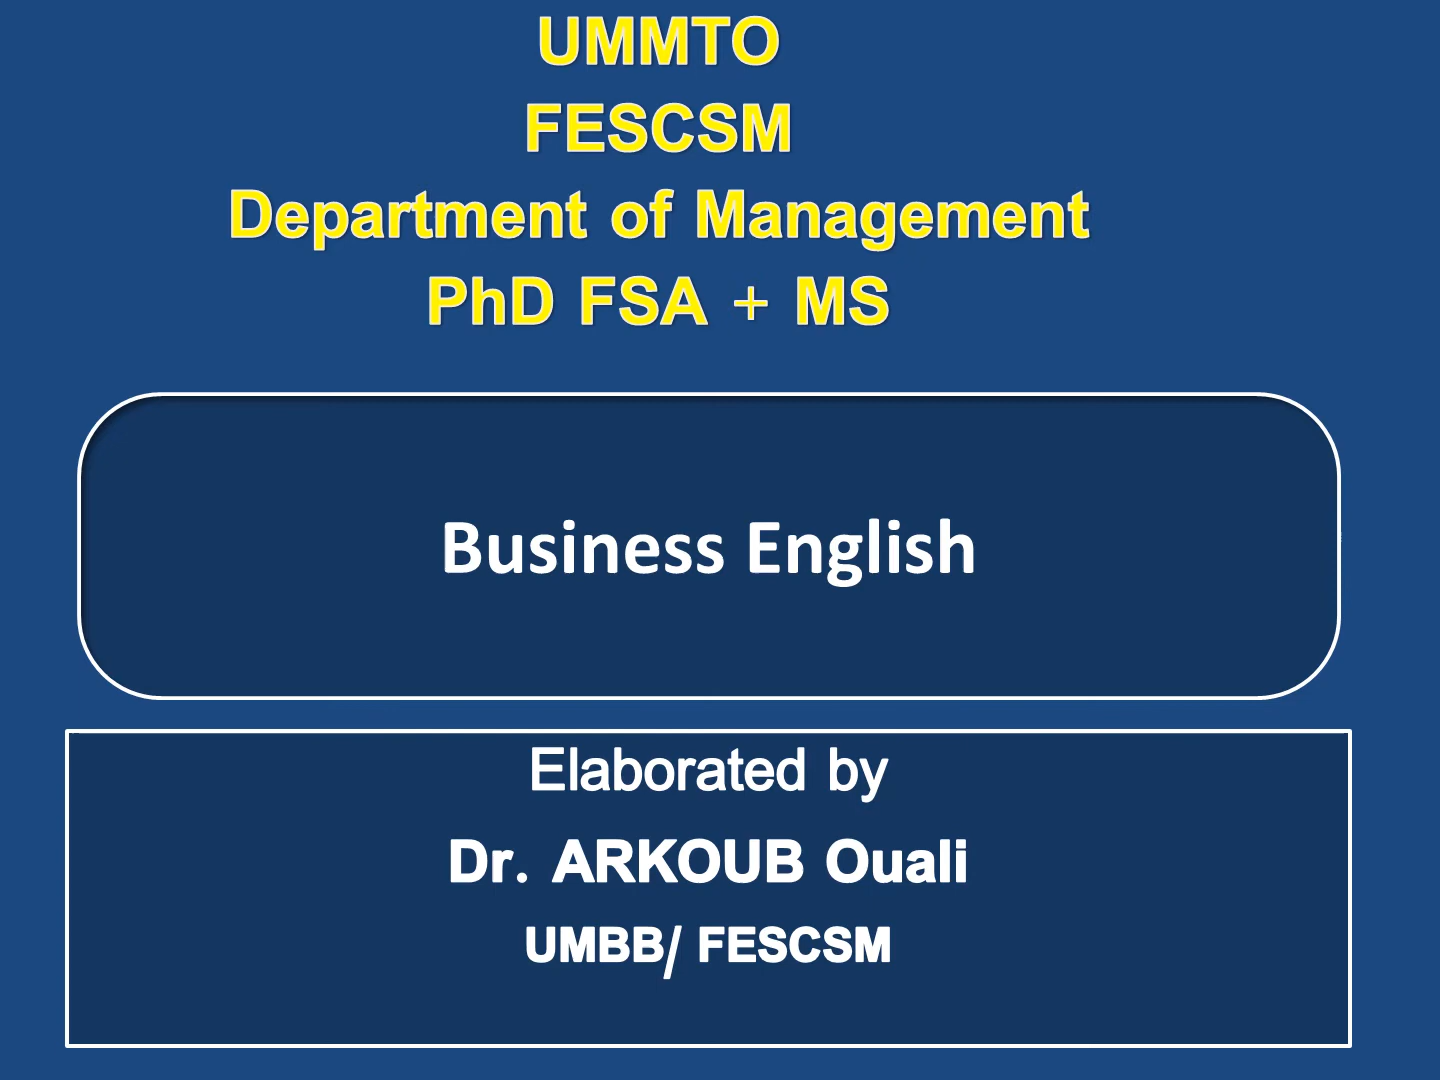 UMMTO
FESCSM
Department of Management
PhD FSA + MS
Business English
Elaborated by
Dr. ARKOUB Ouali
UMBB/ FESCSM